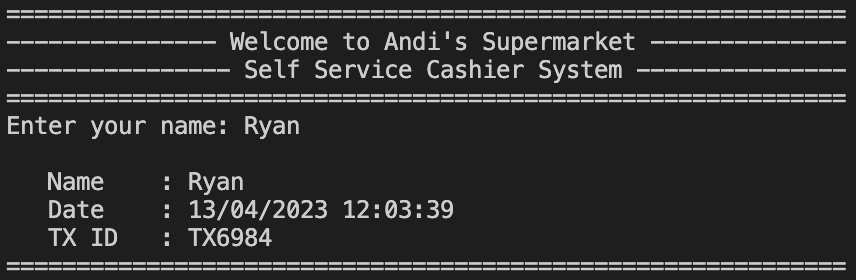 ============================================================
--------------- Welcome to Andi's Supermarket --------------
---------------- Self Service Cashier System ---------------
============================================================
Enter your name: Ryan
Name    : Ryan
Date    : 13/04/2023 12:03:39
TX ID   : TX6984
============================================================